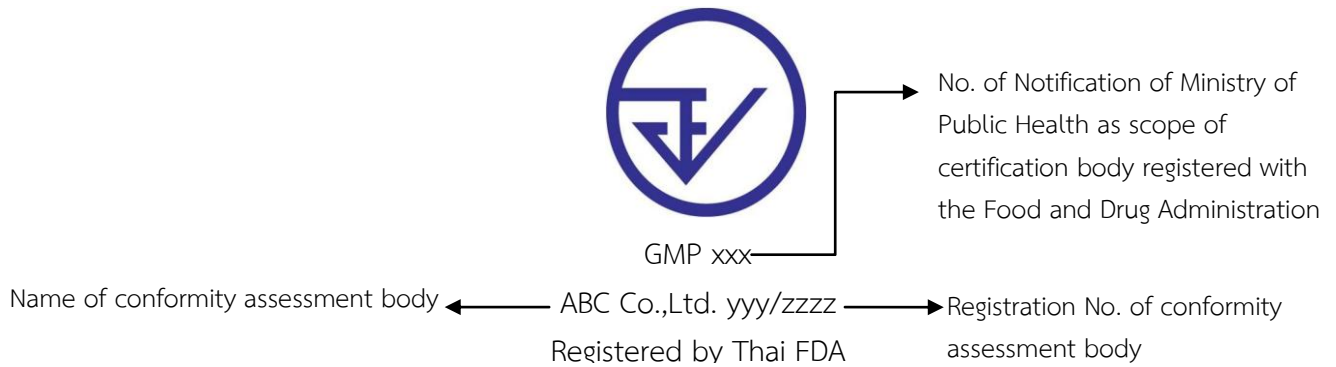 No. of Notification of Ministry of
Public Health as scope of
certification body registered with
the Food and Drug Administration
GMP xxx
Name of conformity assessment body
ABC Co.,Ltd. yyy/zzzz
Registration No. of conformity
assessment body
Registered by Thai FDA